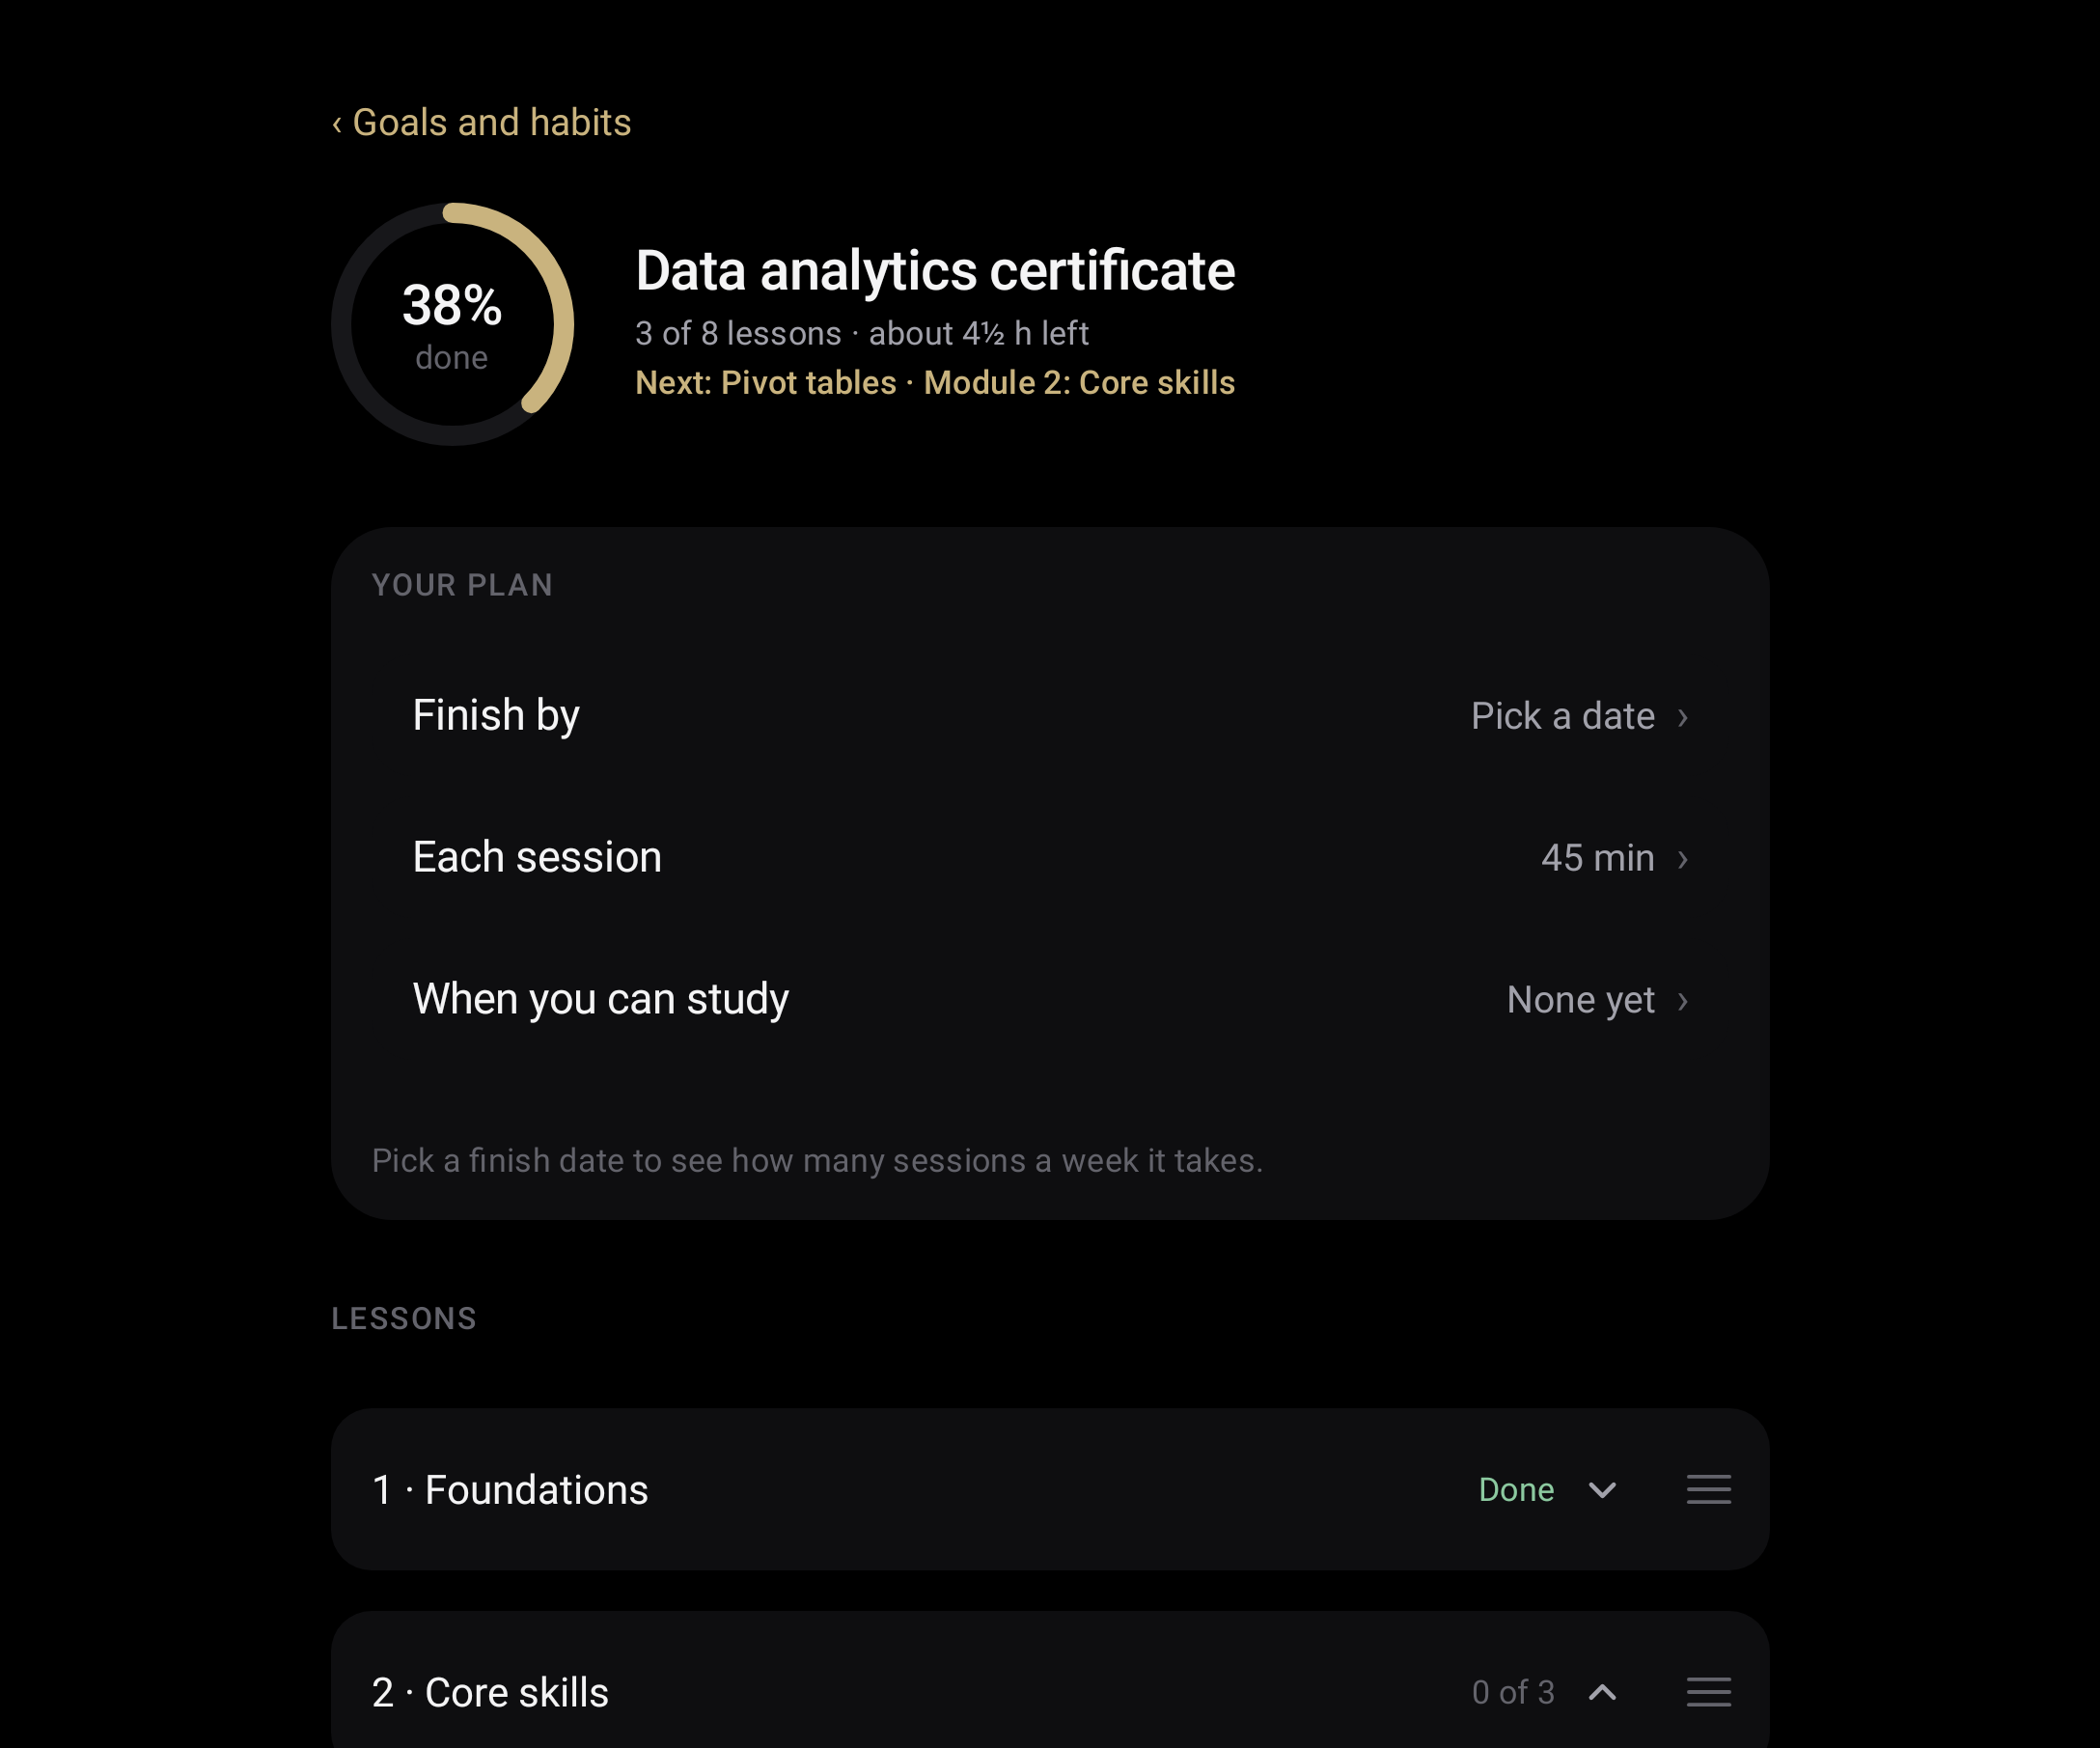 ‹ Goals and habits
38%
done
Data analytics certificate
3 of 8 lessons · about 4½ h left
Next: Pivot tables · Module 2: Core skills
YOUR PLAN
Finish by Pick a date ›
Each session 45 min ›
When you can study None yet ›
Pick a finish date to see how many sessions a week it takes.
LESSONS
1 · Foundations Done
2 · Core skills 0 of 3